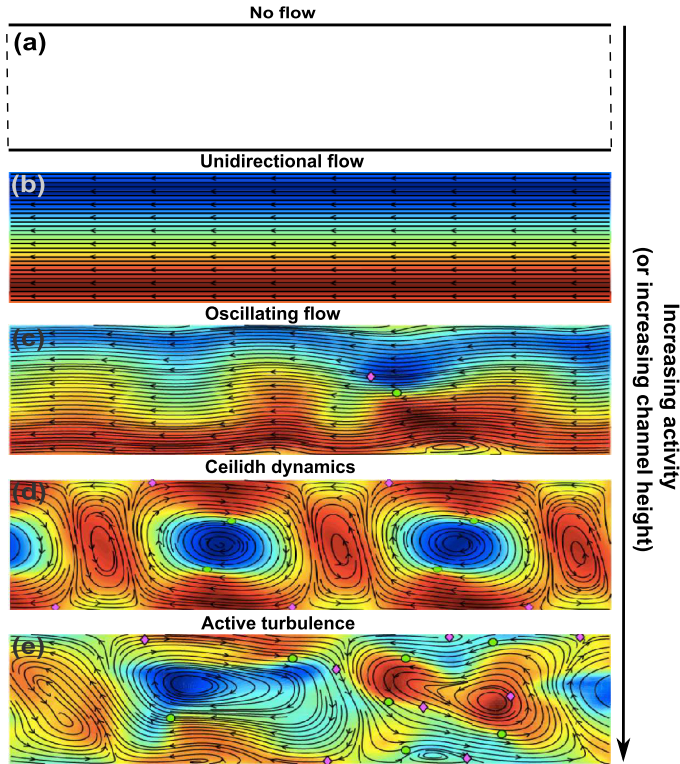 No flow
(a)
Unidirectional flow
(b)
Oscillating flow
(c)
Ceilidh dynamics
(d)
Active turbulence
(e)
Increasing activity
(or increasing channel height)